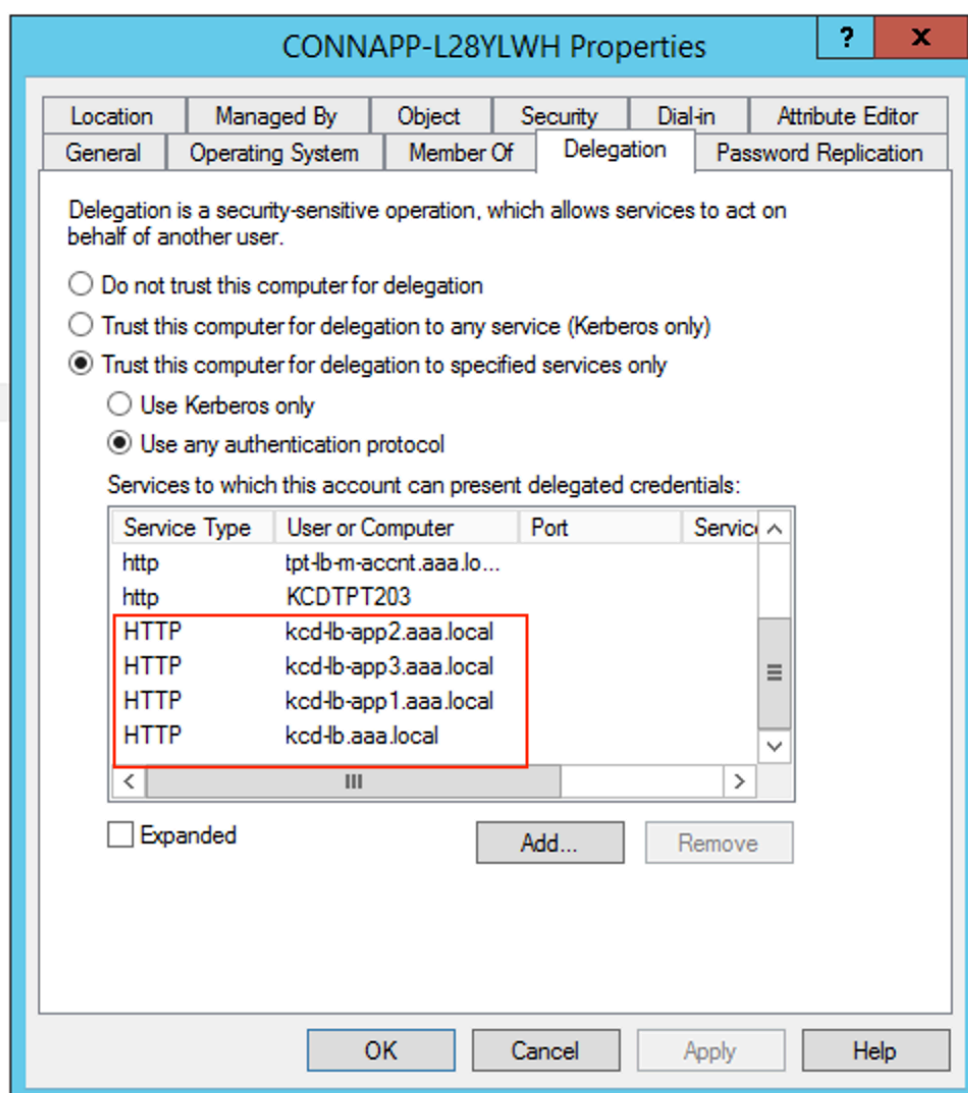 CONNAPP-L28YLWH Properties
? x
Location Managed By Object Security Dial-in Attribute Editor
General Operating System Member Of Delegation Password Replication
Delegation is a security-sensitive operation, which allows services to act on
behalf of another user.
Do not trust this computer for delegation
Trust this computer for delegation to any service (Kerberos only)
Trust this computer for delegation to specified services only
Use Kerberos only
Use any authentication protocol
Services to which this account can present delegated credentials:
Service Type User or Computer Port Servic
http tpt-lb-m-accnt.aaa.lo...
http KCDTPT203
HTTP kcd-lb-app2.aaa.local
HTTP kcd-lb-app3.aaa.local
HTTP kcd-lb-app1.aaa.local
HTTP kcd-lb.aaa.local
Expanded Add... Remove
OK Cancel Apply Help